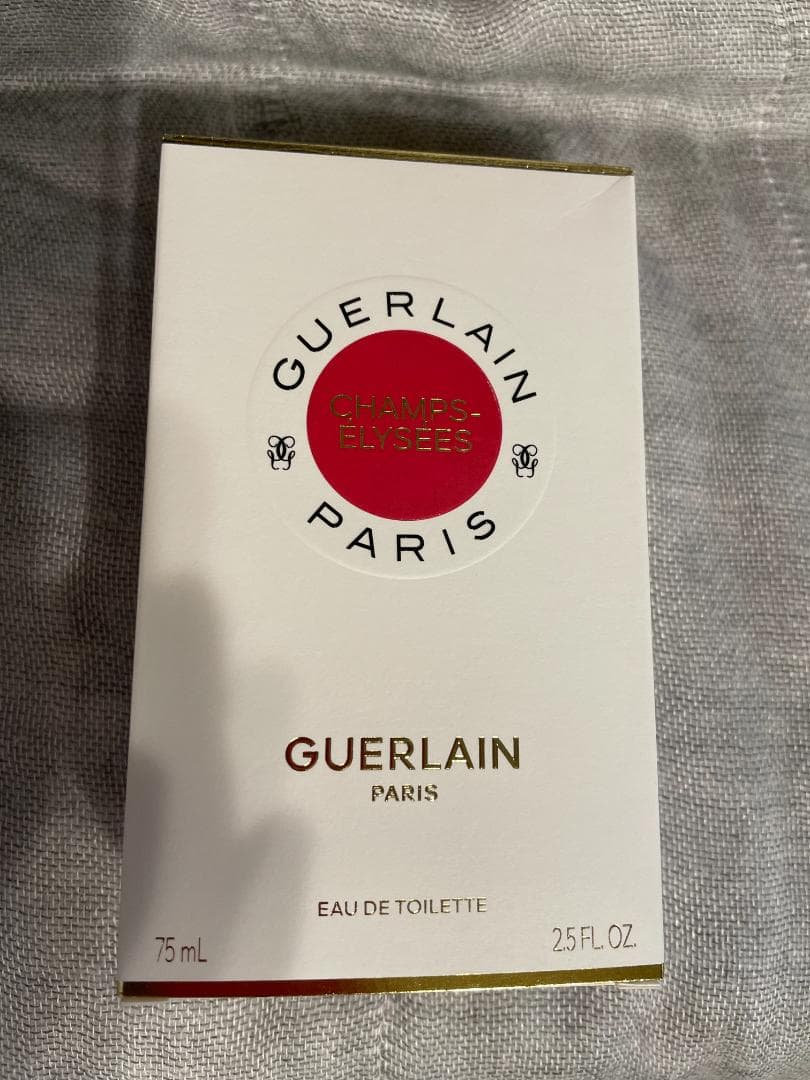 GUERLAIN
CHAMPS-
ÉLYSÉES
PARIS
GUERLAIN
PARIS
EAU DE TOILETTE
75 mL
2.5 FL. OZ.